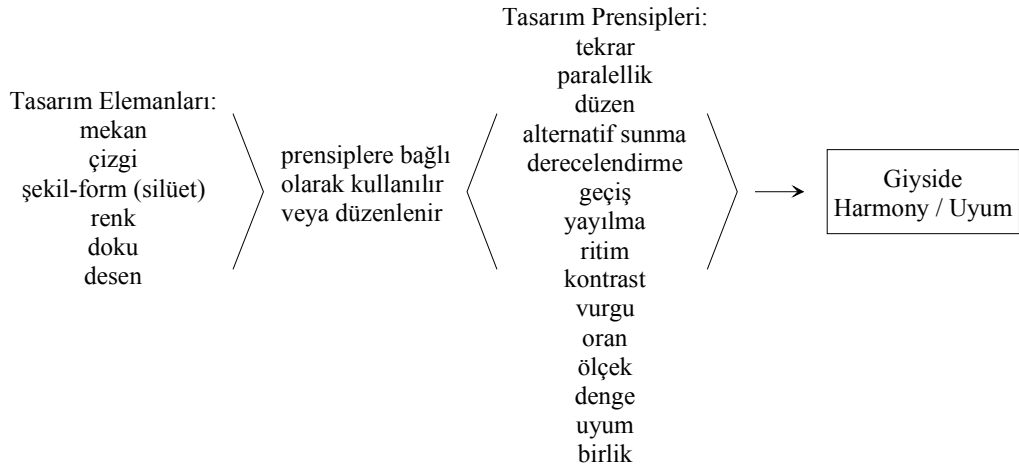 Tasarım Elemanları:
mekan
çizgi
şekil-form (silüet)
renk
doku
desen
prensiplere bağlı
olarak kullanılır
veya düzenlenir
Tasarım Prensipleri:
tekrar
paralellik
düzen
alternatif sunma
derecelendirme
geçiş
yayılma
ritim
kontrast
vurgu
oran
ölçek
denge
uyum
birlik
Giyside
Harmony / Uyum